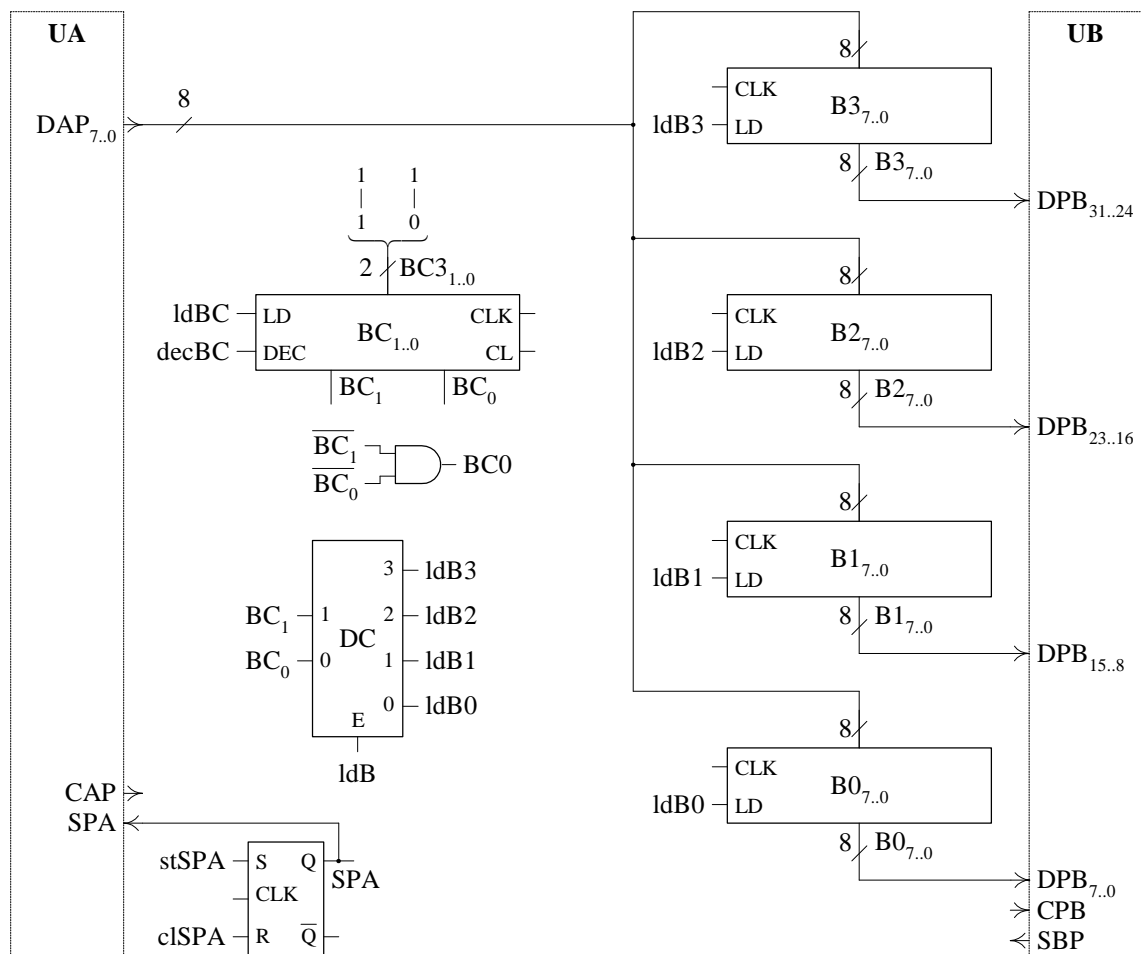 UA
UB
8
CLK
B3₇..₀
DAP₇..₀
8
ldB3
LD
8
B3₇..₀
DPB₃₁..₂₄
1 1
1 0
2
BC3₁..₀
8
ldBC
LD
CLK
BC₁..₀
decBC
DEC
CL
BC₁
BC₀
CLK
B2₇..₀
ldB2
LD
8
B2₇..₀
DPB₂₃..₁₆
B̅C̅₁̅
BC0
B̅C̅₀̅
8
CLK
B1₇..₀
ldB1
LD
8
B1₇..₀
DPB₁₅..₈
3
ldB3
BC₁
1
2
ldB2
DC
BC₀
0
1
ldB1
0
ldB0
E
ldB
8
CLK
B0₇..₀
ldB0
LD
8
B0₇..₀
DPB₇..₀
CAP
SPA
stSPA
S
Q
SPA
CLK
clSPA
R
Q̅
CPB
SBP